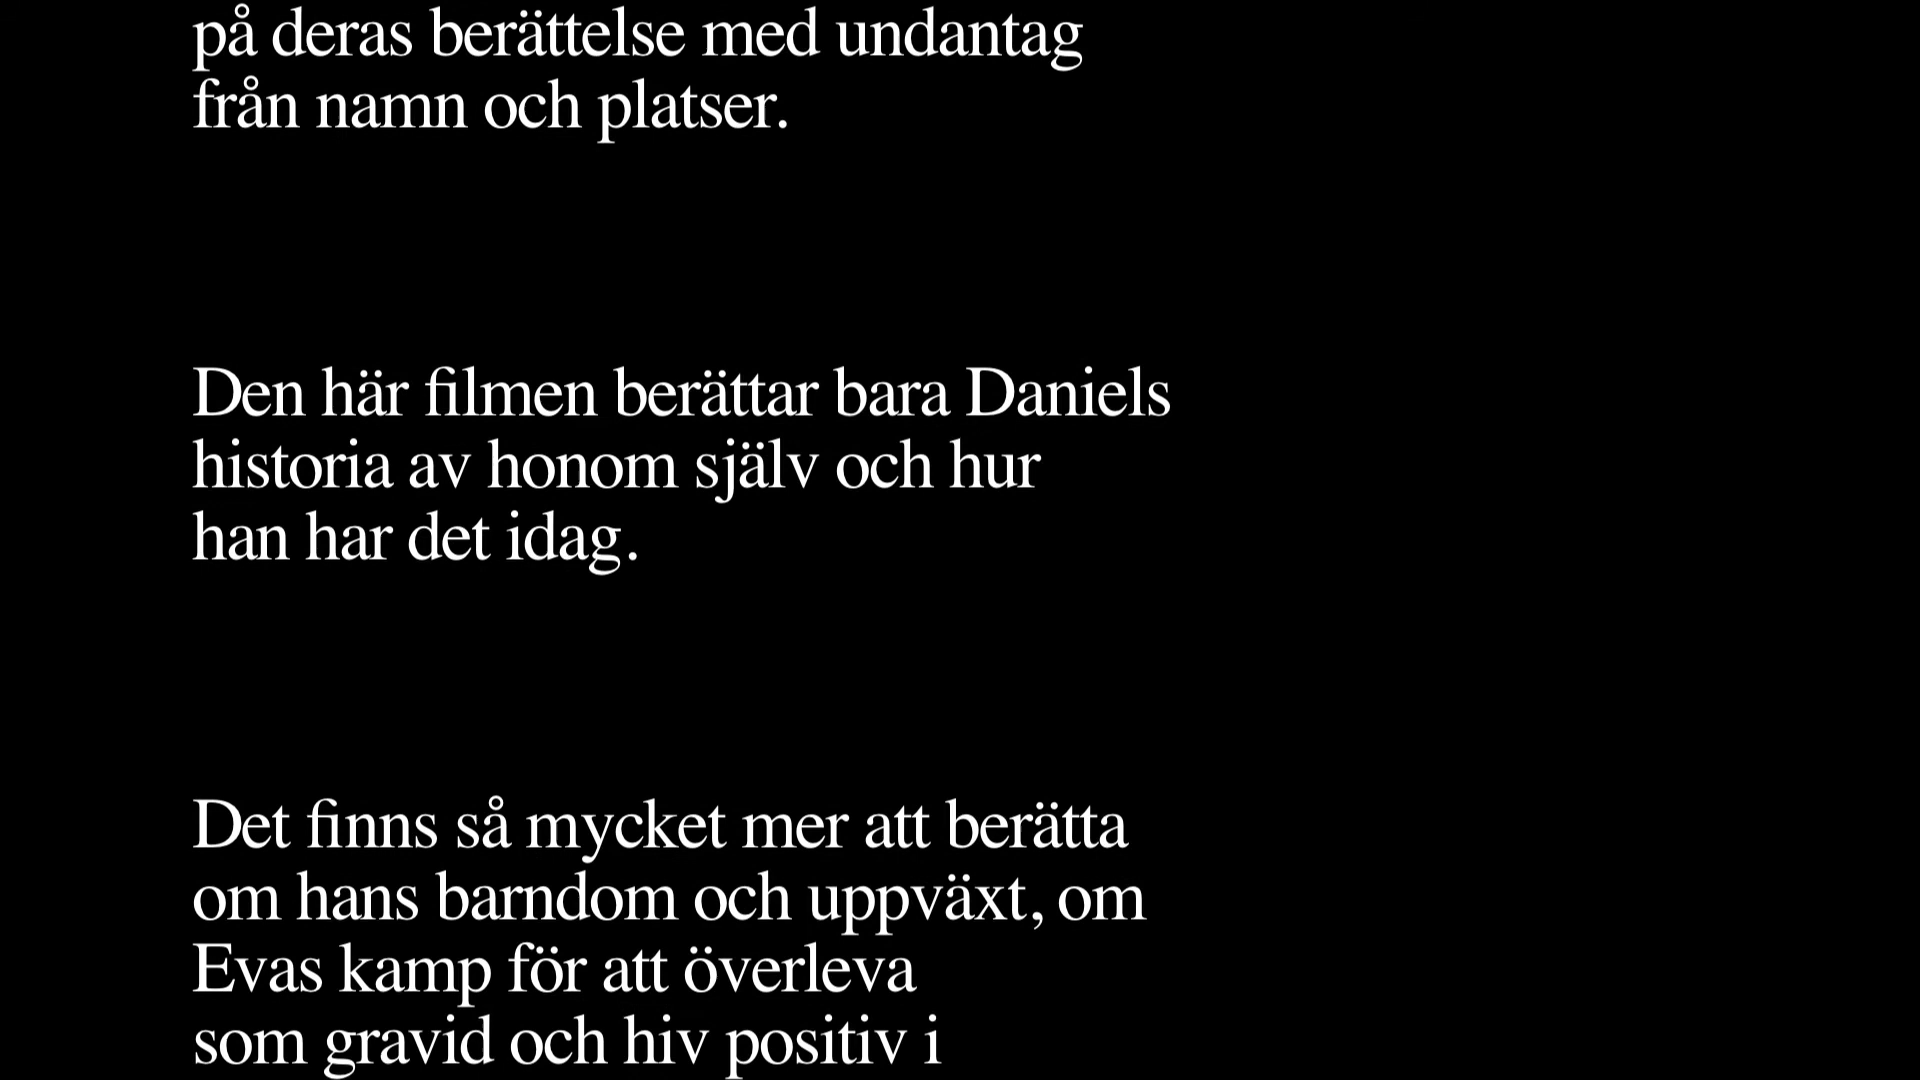 på deras berättelse med undantag
från namn och platser.
Den här filmen berättar bara Daniels
historia av honom själv och hur
han har det idag.
Det finns så mycket mer att berätta
om hans barndom och uppväxt, om
Evas kamp för att överleva
som gravid och hiv positiv i